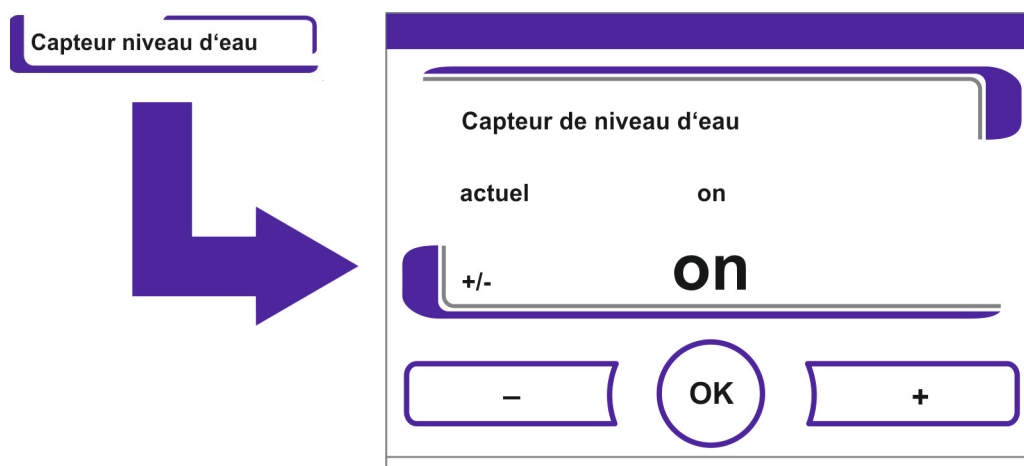 Capteur niveau d‘eau
Capteur de niveau d‘eau
actuel on
+/- on
– OK +